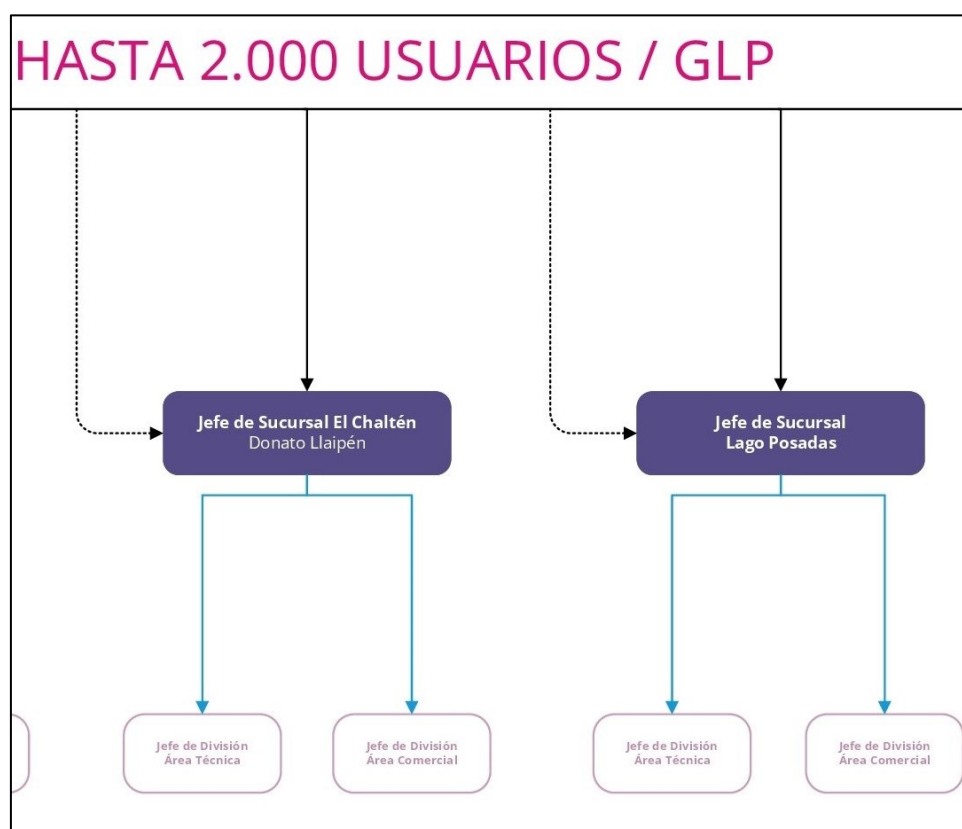 HASTA 2.000 USUARIOS / GLP
Jefe de Sucursal El Chaltén
Donato Llaipén
Jefe de Sucursal
Lago Posadas
Jefe de División
Área Técnica
Jefe de División
Área Comercial
Jefe de División
Área Técnica
Jefe de División
Área Comercial